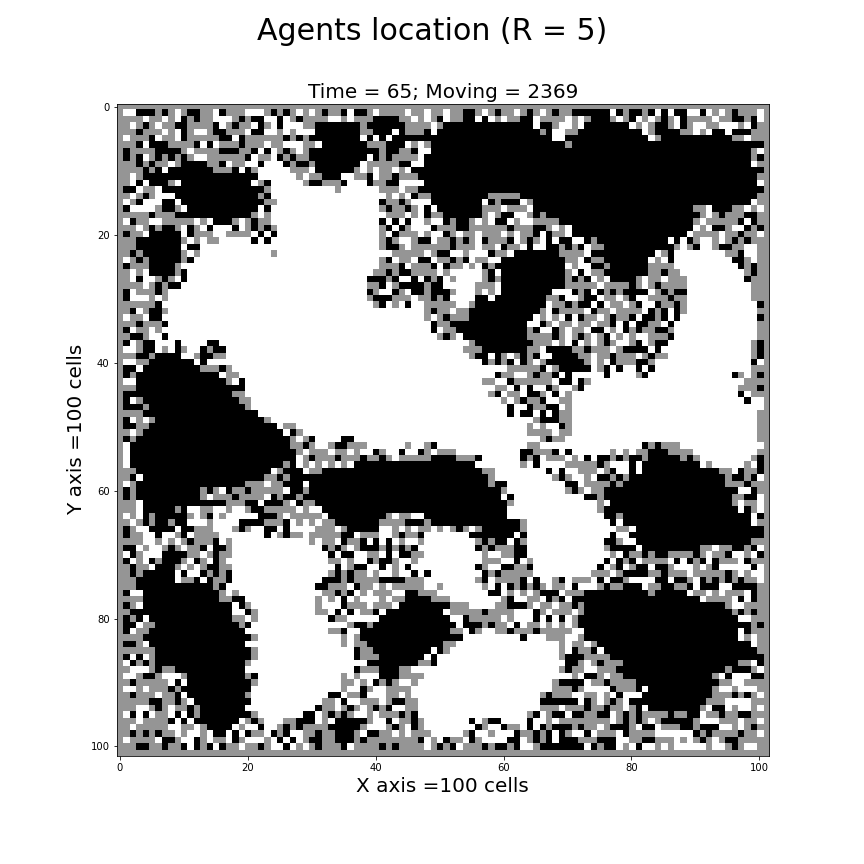 Agents location (R = 5)
Time = 65; Moving = 2369
0
20
40
60
80
100
Y axis =100 cells
0 20 40 60 80 100
X axis =100 cells